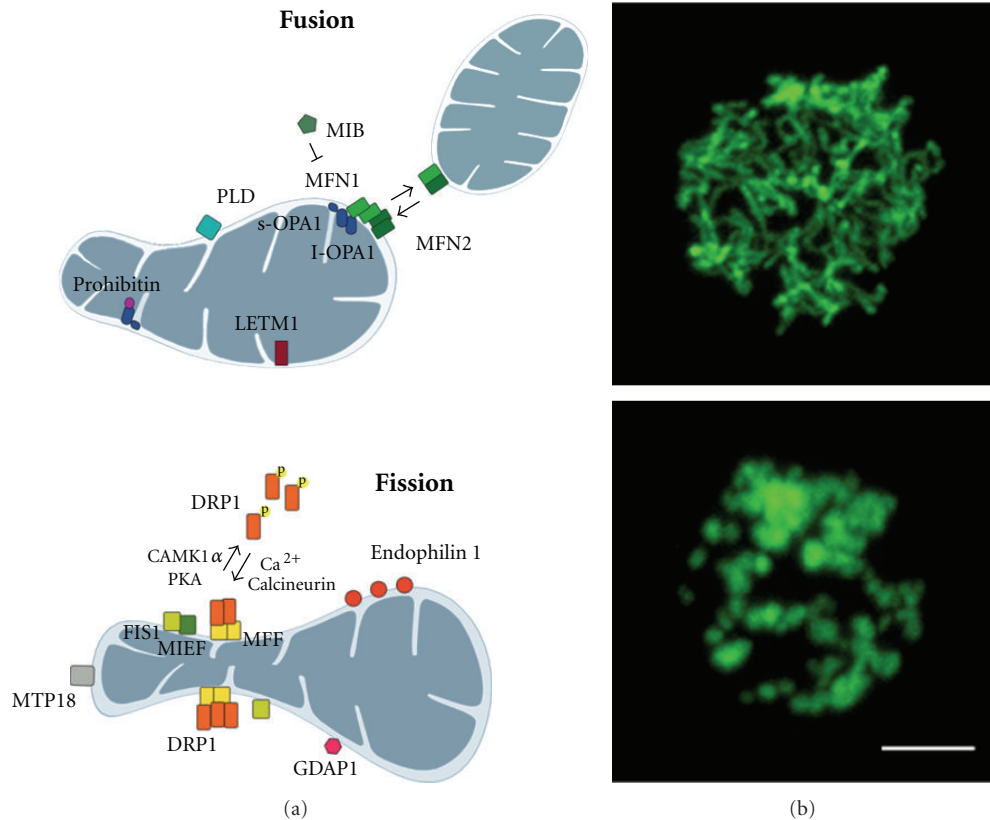 Fusion
MIB
MFN1
PLD
s-OPA1
MFN2
l-OPA1
Prohibitin
LETM1
p
p
DRP1
p
Fission
CAMK1α
PKA
Ca2+
Calcineurin
Endophilin 1
FIS1
MIEF
MFF
MTP18
DRP1
GDAP1
(a)
(b)